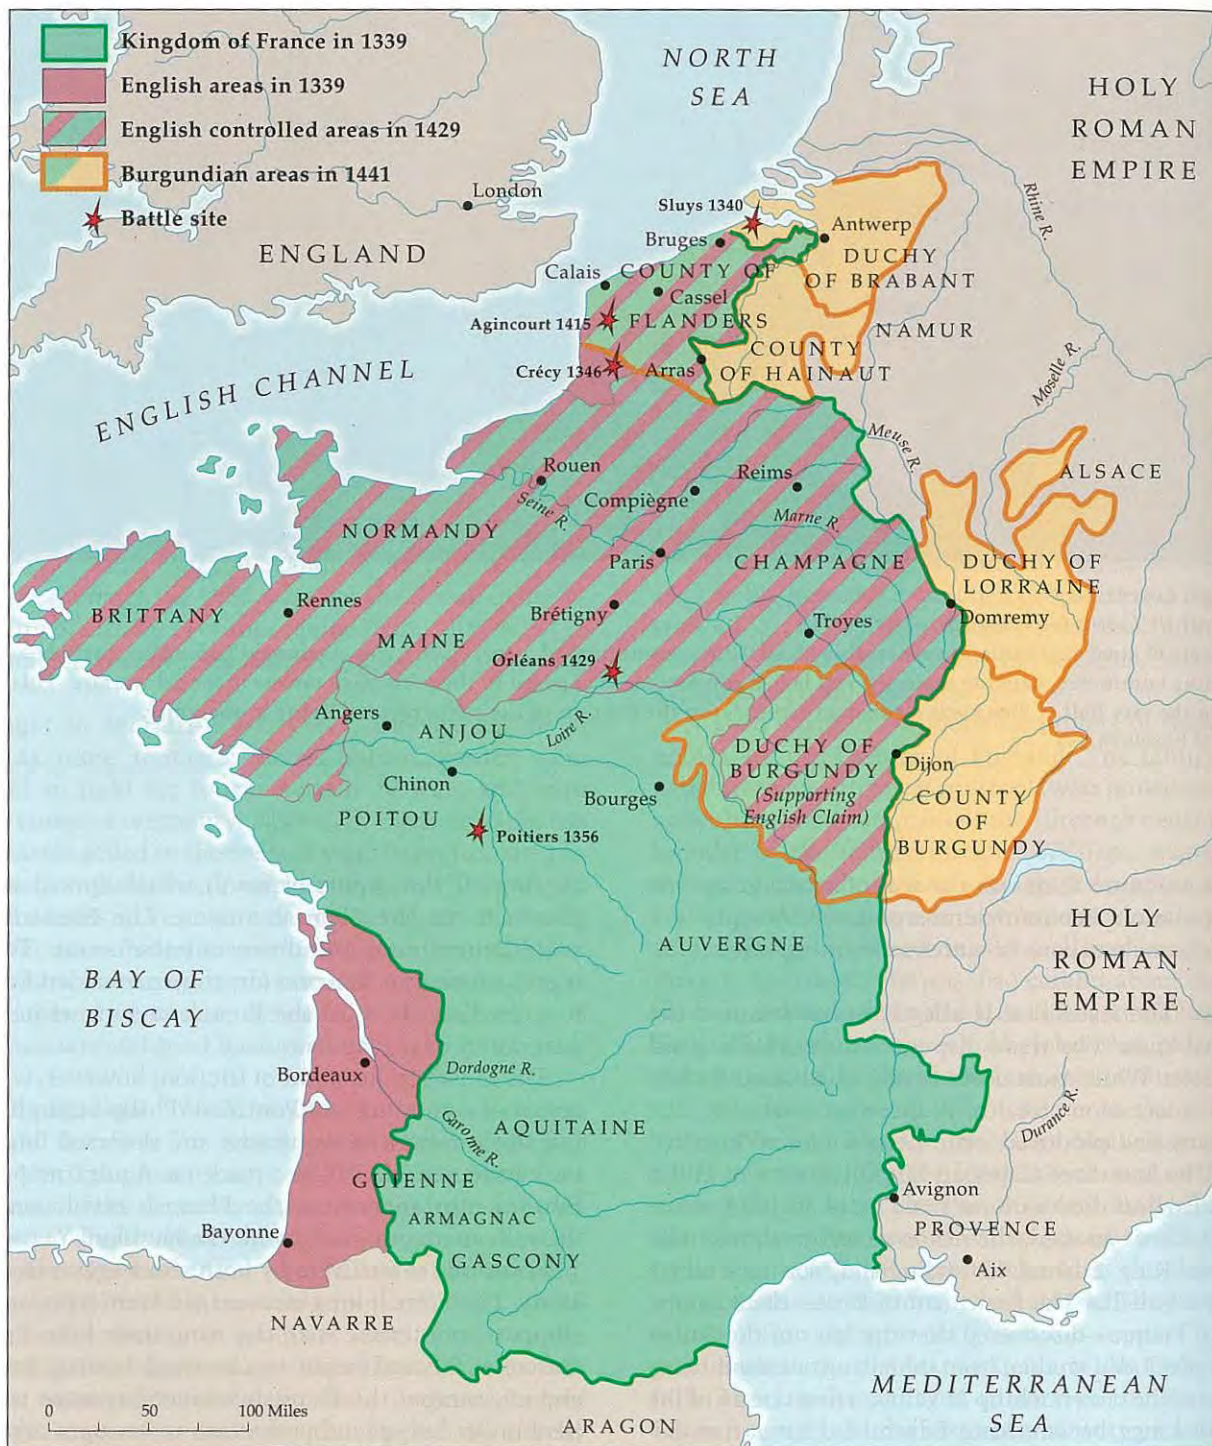 Kingdom of France in 1339
English areas in 1339
English controlled areas in 1429
Burgundian areas in 1441
Battle site
NORTH
SEA
HOLY
ROMAN
EMPIRE
London
ENGLAND
Rhine R.
Sluys 1340
Bruges
Antwerp
DUCHY
OF BRABANT
Calais
COUNTY OF
FLANDERS
Cassel
Agincourt 1415
NAMUR
Crécy 1346
Arras
COUNTY
OF HAINAUT
Moselle R.
ENGLISH CHANNEL
Meuse R.
ALSACE
Rouen
Seine R.
Compiègne
Reims
Marne R.
NORMANDY
Paris
CHAMPAGNE
DUCHY OF
LORRAINE
BRITTANY
Rennes
Brétigny
Troyes
Domremy
MAINE
Orléans 1429
Angers
ANJOU
Loire R.
DUCHY OF
BURGUNDY
(Supporting
English Claim)
Dijon
Chinon
Bourges
COUNTY
OF
BURGUNDY
POITOU
Poitiers 1356
AUVERGNE
HOLY
ROMAN
EMPIRE
BAY OF
BISCAY
Bordeaux
Dordogne R.
Garonne R.
AQUITAINE
Durance R.
GUIENNE
ARMAGNAC
GASCONY
Avignon
PROVENCE
Aix
Bayonne
NAVARRE
MEDITERRANEAN
SEA
0 50 100 Miles
ARAGON